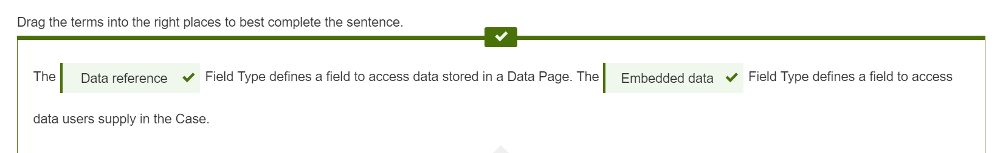 Drag the terms into the right places to best complete the sentence.
The Data reference Field Type defines a field to access data stored in a Data Page. The Embedded data Field Type defines a field to access
data users supply in the Case.